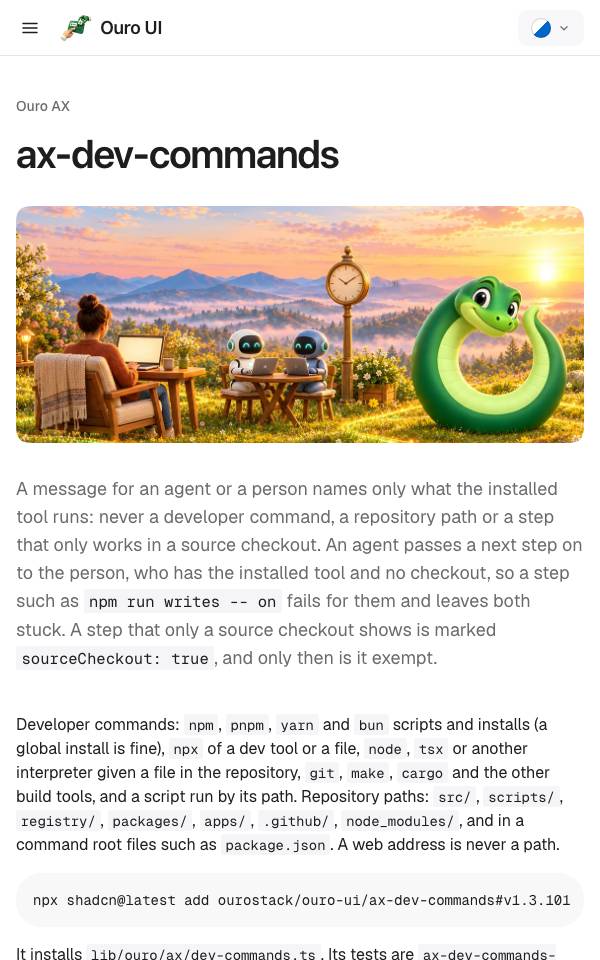 Ouro UI
Ouro AX
ax-dev-commands
A message for an agent or a person names only what the installed
tool runs: never a developer command, a repository path or a step
that only works in a source checkout. An agent passes a next step on
to the person, who has the installed tool and no checkout, so a step
such as npm run writes -- on fails for them and leaves both
stuck. A step that only a source checkout shows is marked
sourceCheckout: true, and only then is it exempt.
Developer commands: npm, pnpm, yarn and bun scripts and installs (a
global install is fine), npx of a dev tool or a file, node, tsx or another
interpreter given a file in the repository, git, make, cargo and the other
build tools, and a script run by its path. Repository paths: src/, scripts/,
registry/, packages/, apps/, .github/, node_modules/, and in a
command root files such as package.json. A web address is never a path.
npx shadcn@latest add ourostack/ouro-ui/ax-dev-commands#v1.3.101
It installs lib/ouro/ax/dev-commands.ts. Its tests are ax-dev-commands-